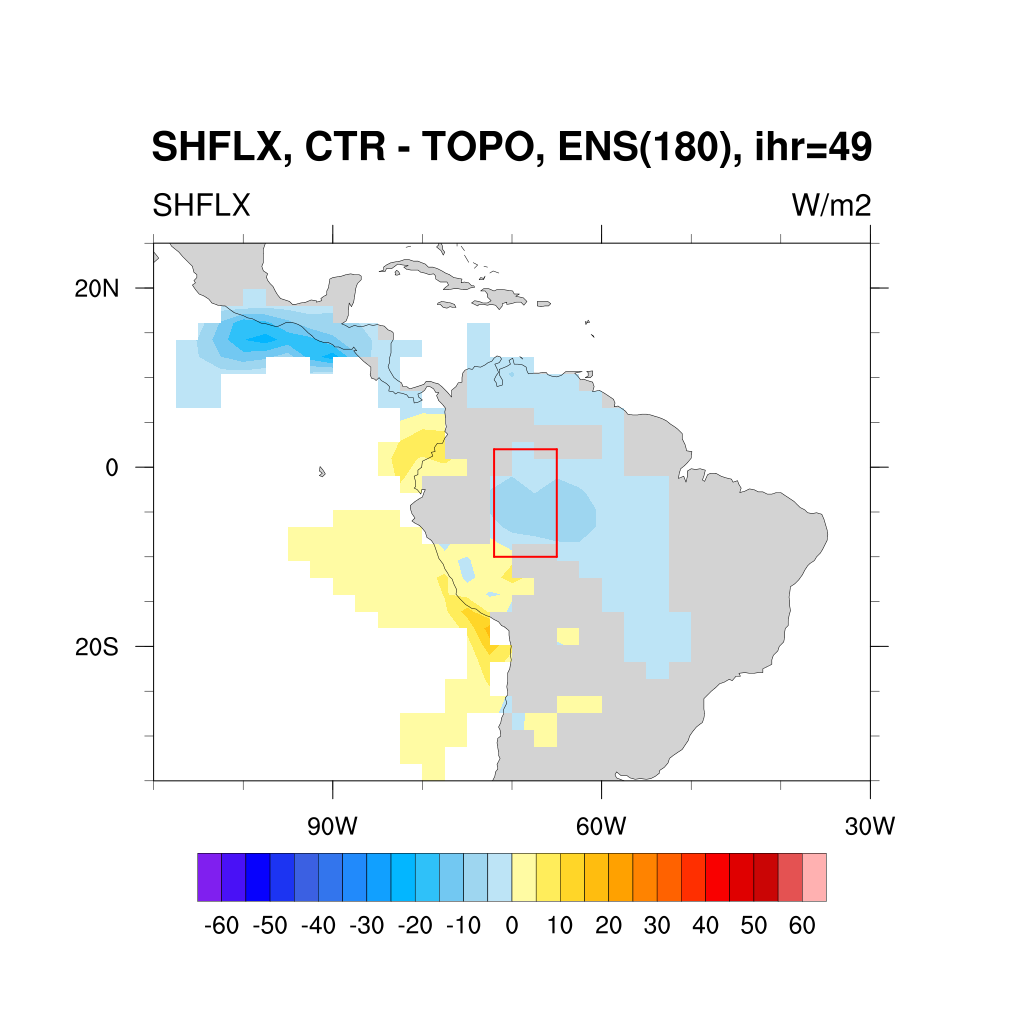 SHFLX, CTR - TOPO, ENS(180), ihr=49
SHFLX W/m2
20N
0
20S
90W 60W 30W
-60 -50 -40 -30 -20 -10 0 10 20 30 40 50 60